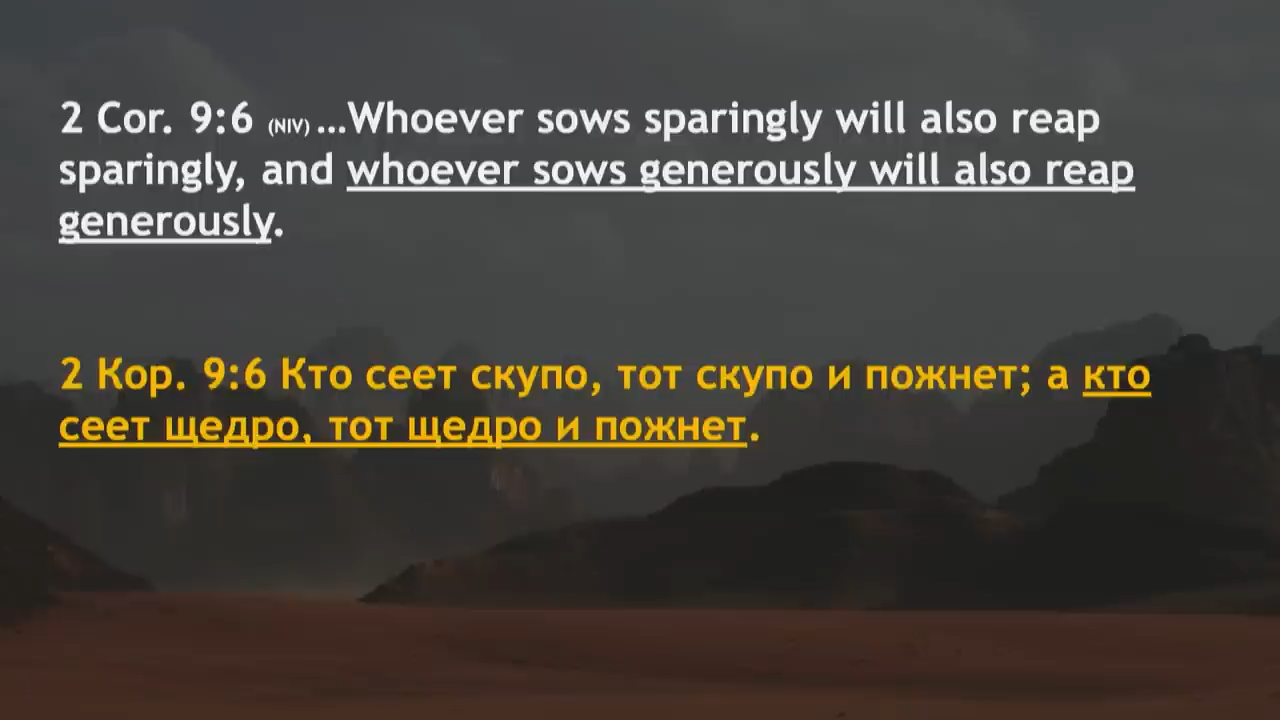 2 Cor. 9:6 (NIV) ...Whoever sows sparingly will also reap
sparingly, and whoever sows generously will also reap
generously.
2 Кор. 9:6 Кто сеет скупо, тот скупо и пожнет; а кто
сеет щедро, тот щедро и пожнет.